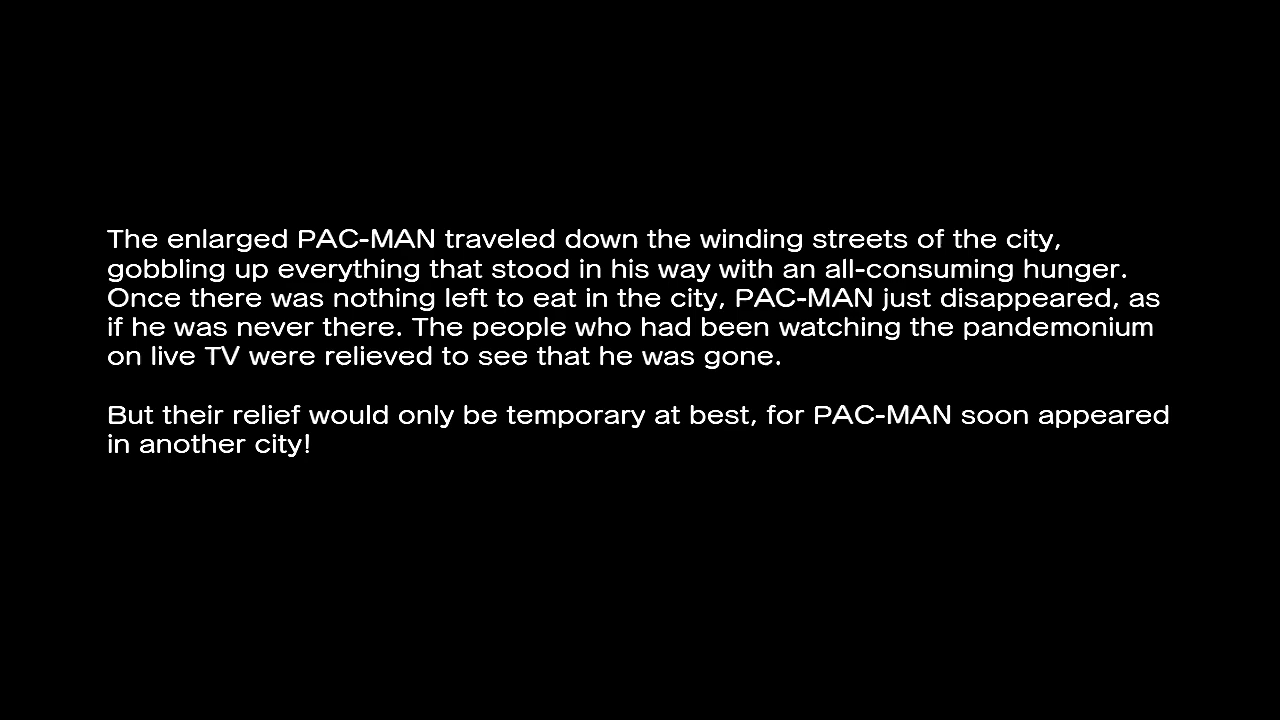 The enlarged PAC-MAN traveled down the winding streets of the city,
gobbling up everything that stood in his way with an all-consuming hunger.
Once there was nothing left to eat in the city, PAC-MAN just disappeared, as
if he was never there. The people who had been watching the pandemonium
on live TV were relieved to see that he was gone.
But their relief would only be temporary at best, for PAC-MAN soon appeared
in another city!